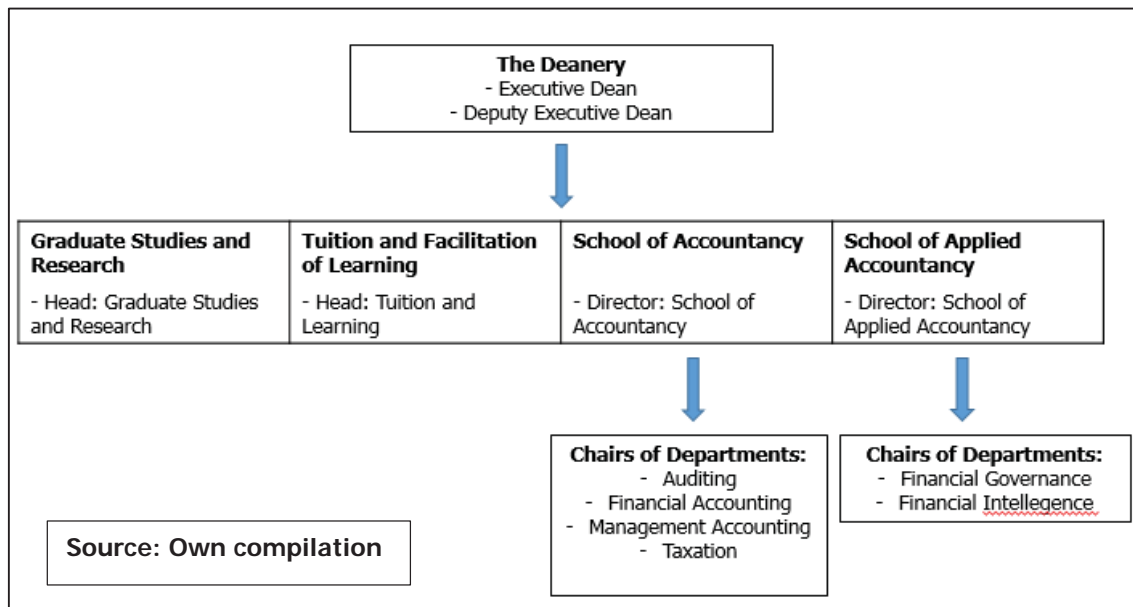 The Deanery
- Executive Dean
- Deputy Executive Dean
Graduate Studies and
Research
- Head: Graduate Studies
and Research
Tuition and Facilitation
of Learning
- Head: Tuition and
Learning
School of Accountancy
- Director: School of
Accountancy
School of Applied
Accountancy
- Director: School of
Applied Accountancy
Chairs of Departments:
- Auditing
- Financial Accounting
- Management Accounting
- Taxation
Chairs of Departments:
- Financial Governance
- Financial Intellegence
Source: Own compilation